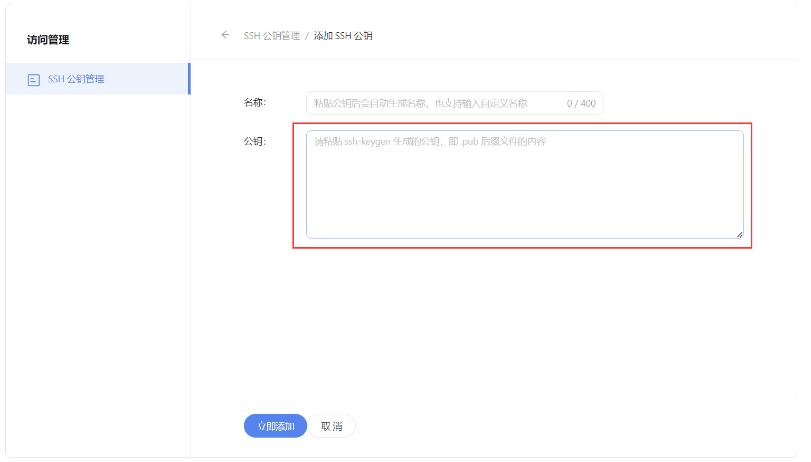 访问管理
SSH 公钥管理 / 添加 SSH 公钥
SSH 公钥管理
名称：
粘贴公钥后会自动生成名称，也支持输入自定义名称 0 / 400
公钥：
请粘贴 ssh-keygen 生成的公钥，即 .pub 后缀文件的内容
立即添加
取 消